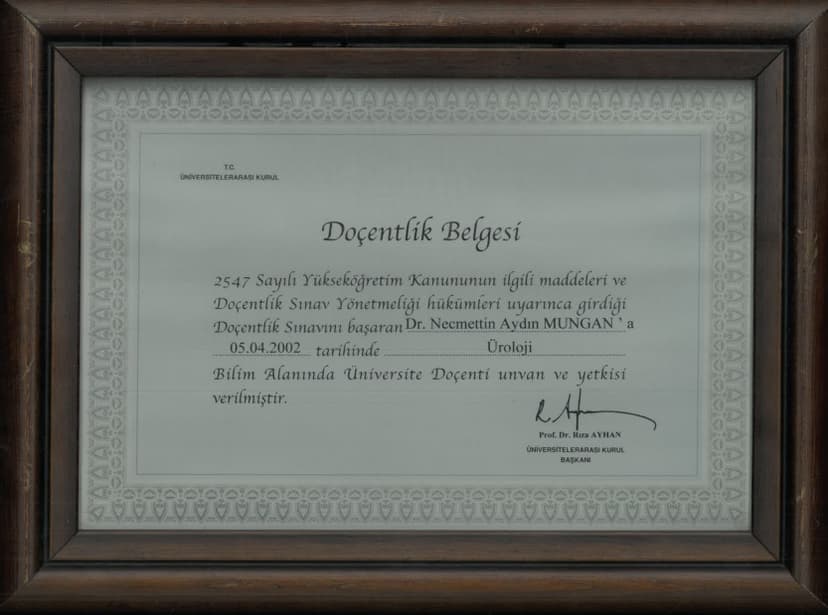 T.C.
ÜNİVERSİTELERARASI KURUL
Doçentlik Belgesi
2547 Sayılı Yükseköğretim Kanununun ilgili maddeleri ve
Doçentlik Sınav Yönetmeliği hükümleri uyarınca girdiği
Doçentlik Sınavını başaran Dr. Necmettin Aydın MUNGAN ' a
05.04.2002 tarihinde Üroloji
Bilim Alanında Üniversite Doçenti unvan ve yetkisi
verilmiştir.
Prof. Dr. Rıza AYHAN
ÜNİVERSİTELERARASI KURUL
BAŞKANI